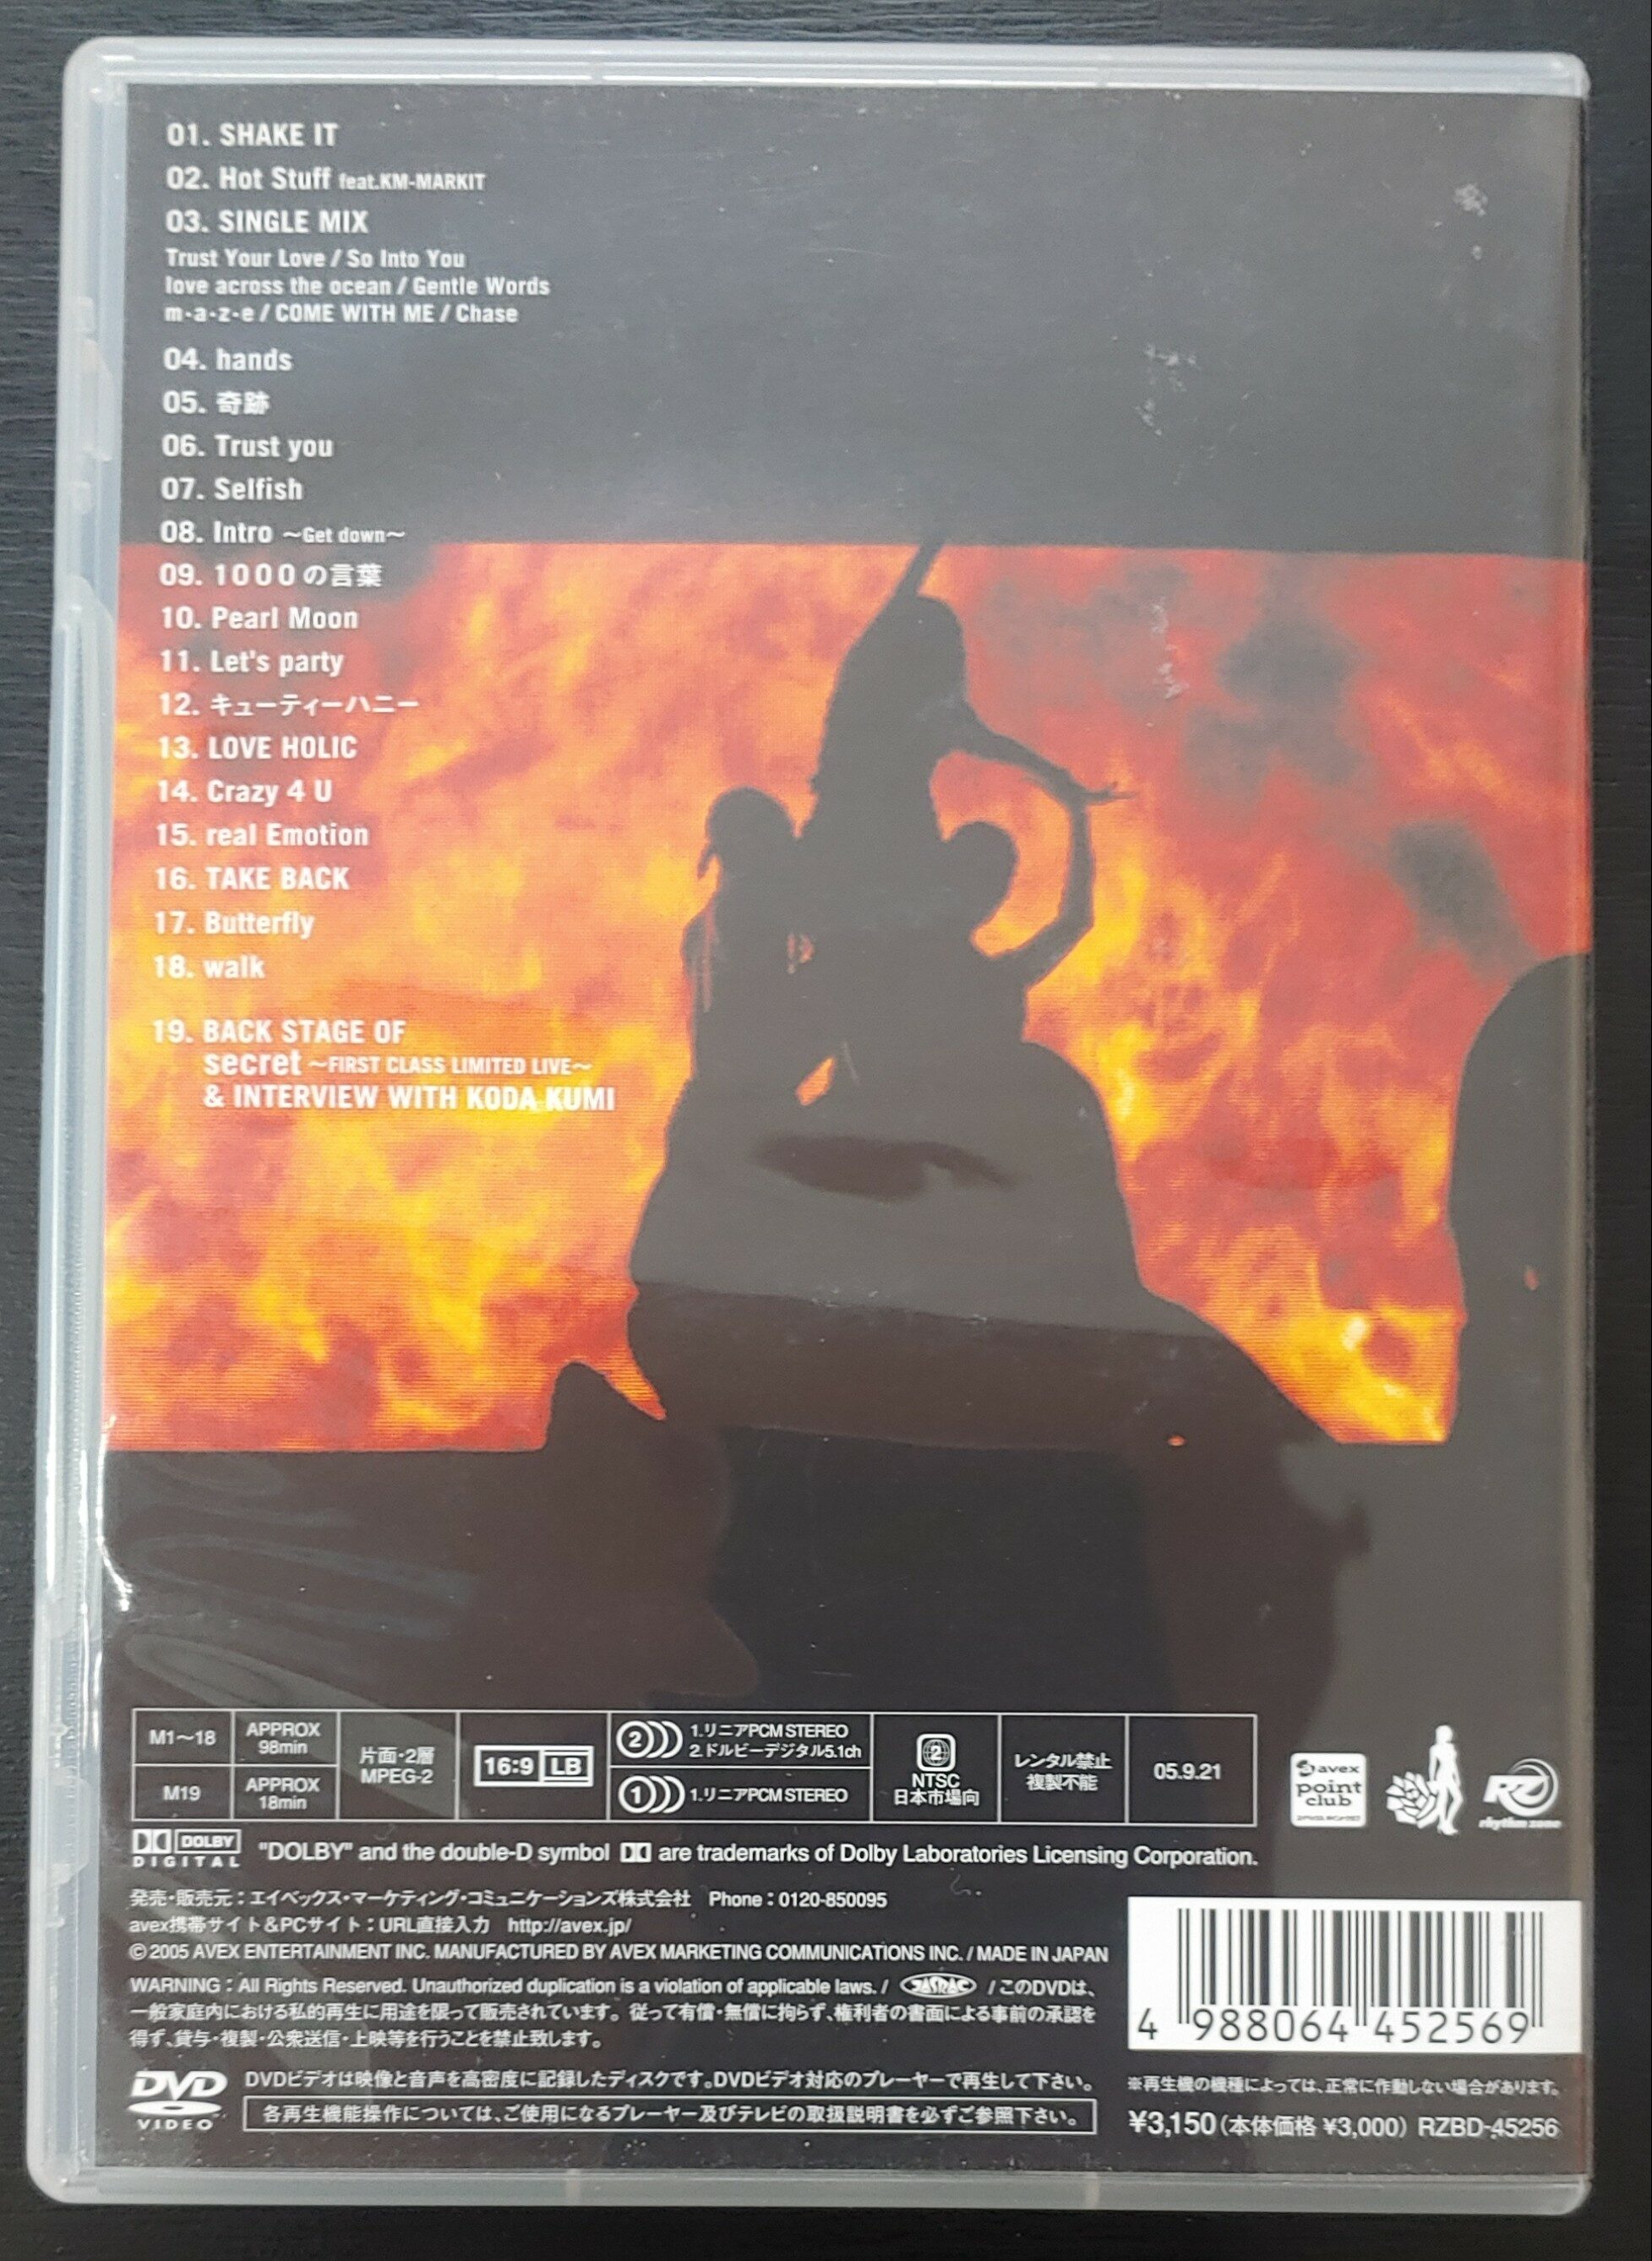 01. SHAKE IT
02. Hot Stuff feat.KM-MARKIT
03. SINGLE MIX
Trust Your Love / So Into You
love across the ocean / Gentle Words
m・a・z・e / COME WITH ME / Chase
04. hands
05. 奇跡
06. Trust you
07. Selfish
08. Intro ~Get down~
09. 1000の言葉
10. Pearl Moon
11. Let's party
12. キューティーハニー
13. LOVE HOLIC
14. Crazy 4 U
15. real Emotion
16. TAKE BACK
17. Butterfly
18. walk
19. BACK STAGE OF
secret ~FIRST CLASS LIMITED LIVE~
& INTERVIEW WITH KODA KUMI
M1~18
APPROX
98min
M19
APPROX
18min
片面・2層
MPEG-2
16:9 LB
2
1.リニアPCM STEREO
2.ドルビーデジタル5.1ch
1
1.リニアPCM STEREO
2
NTSC
日本市場向
レンタル禁止
複製不能
05.9.21
avex
point
club
rhythm zone
DOLBY
DIGITAL
"DOLBY" and the double-D symbol are trademarks of Dolby Laboratories Licensing Corporation.
発売・販売元：エイベックス・マーケティング・コミュニケーションズ株式会社 Phone：0120-850095
avex携帯サイト&PCサイト：URL直接入力 http://avex.jp/
© 2005 AVEX ENTERTAINMENT INC. MANUFACTURED BY AVEX MARKETING COMMUNICATIONS INC. / MADE IN JAPAN
WARNING：All Rights Reserved. Unauthorized duplication is a violation of applicable laws. / JASRAC / このDVDは、
一般家庭内における私的再生に用途を限って販売されています。従って有償・無償に拘らず、権利者の書面による事前の承認を
得ず、貸与・複製・公衆送信・上映等を行うことを禁止致します。
4 988064 452569
DVD
VIDEO
DVDビデオは映像と音声を高密度に記録したディスクです。DVDビデオ対応のプレーヤーで再生して下さい。
各再生機能操作については、ご使用になるプレーヤー及びテレビの取扱説明書を必ずご参照下さい。
※再生機の機種によっては、正常に作動しない場合があります。
¥3,150（本体価格 ¥3,000）RZBD-45256